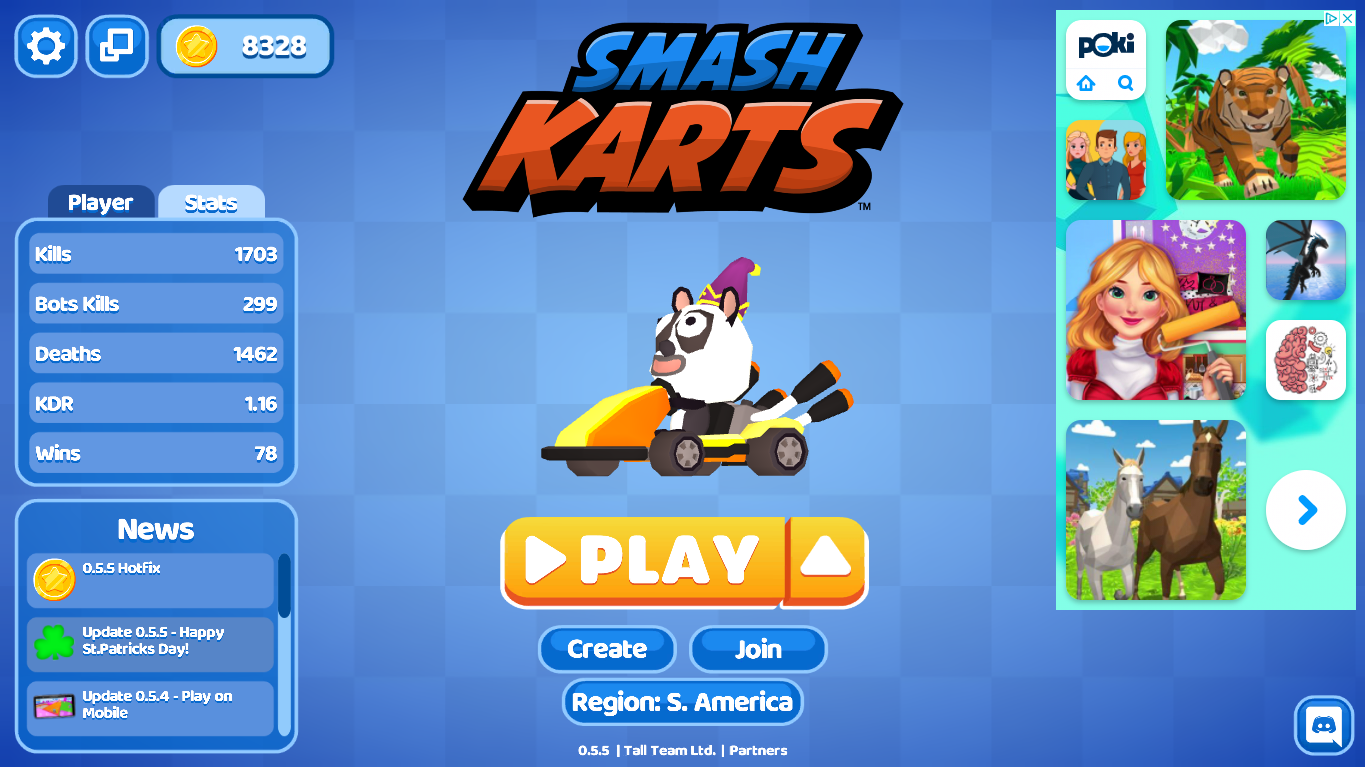 8328
SMASH
KARTS
TM
Player
Stats
Kills 1703
Bots Kills 299
Deaths 1462
KDR 1.16
Wins 78
News
0.5.5 Hotfix
Update 0.5.5 - Happy
St.Patricks Day!
Update 0.5.4 - Play on
Mobile
PLAY
Create
Join
Region: S. America
0.5.5 | Tall Team Ltd. | Partners
poki